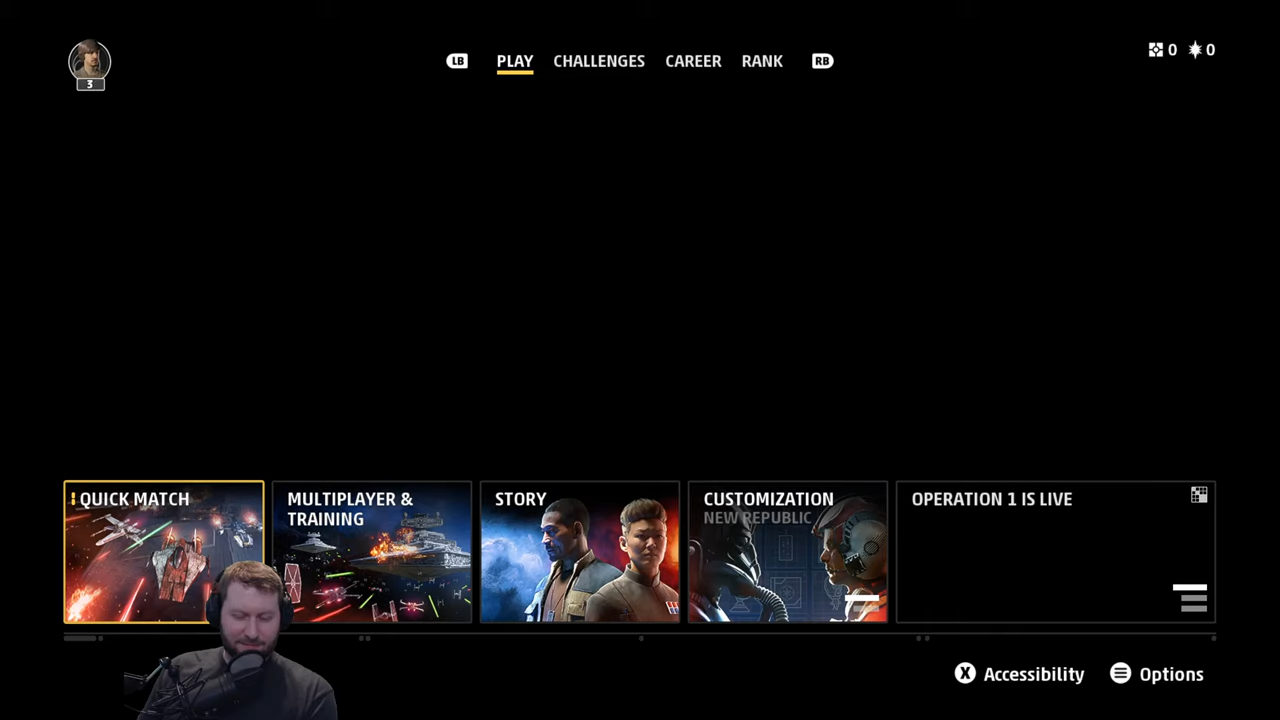 LB PLAY CHALLENGES CAREER RANK RB
0 0
3
QUICK MATCH
MULTIPLAYER &
TRAINING
STORY
CUSTOMIZATION
NEW REPUBLIC
OPERATION 1 IS LIVE
X Accessibility Options